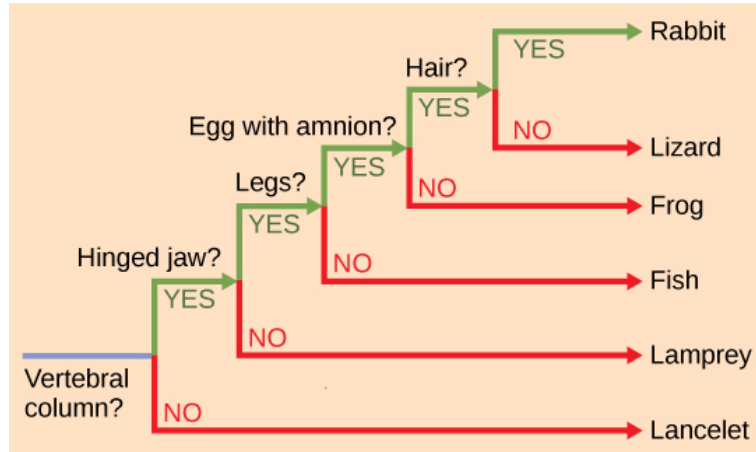 Rabbit
YES
Hair?
YES
NO
Lizard
Egg with amnion?
YES
NO
Frog
Legs?
YES
NO
Fish
Hinged jaw?
YES
NO
Lamprey
Vertebral
column?
NO
Lancelet